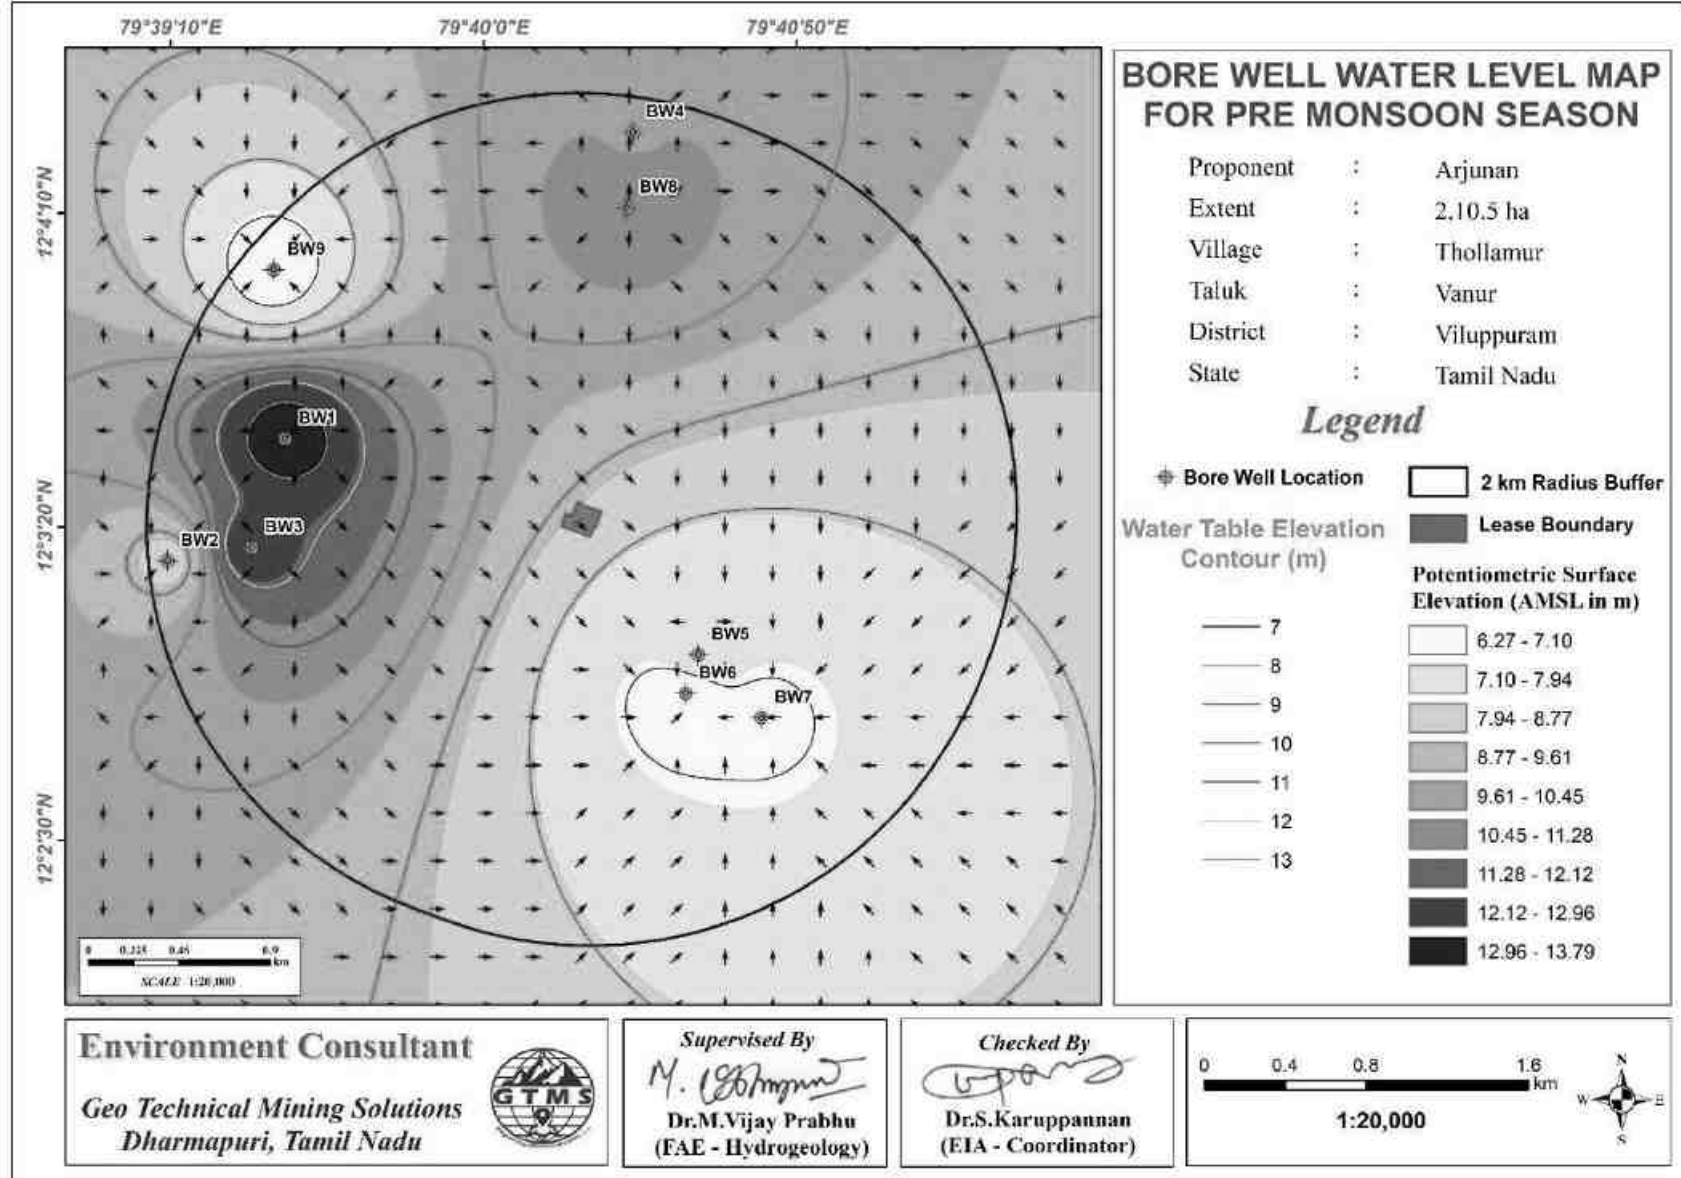 79°39'10"E
79°40'0"E
79°40'50"E
12°4'10"N
12°3'20"N
12°2'30"N
BW4
BW8
BW9
BW1
BW3
BW2
BW5
BW6
BW7
0 0.225 0.45 0.9
km
SCALE 1:20,000
BORE WELL WATER LEVEL MAP
FOR PRE MONSOON SEASON
Proponent : Arjunan
Extent : 2.10.5 ha
Village : Thollamur
Taluk : Vanur
District : Viluppuram
State : Tamil Nadu
Legend
Bore Well Location
2 km Radius Buffer
Lease Boundary
Water Table Elevation
Contour (m)
7
8
9
10
11
12
13
Potentiometric Surface
Elevation (AMSL in m)
6.27 - 7.10
7.10 - 7.94
7.94 - 8.77
8.77 - 9.61
9.61 - 10.45
10.45 - 11.28
11.28 - 12.12
12.12 - 12.96
12.96 - 13.79
Environment Consultant
Geo Technical Mining Solutions
Dharmapuri, Tamil Nadu
GTMS
Supervised By
Dr.M.Vijay Prabhu
(FAE - Hydrogeology)
Checked By
Dr.S.Karuppannan
(EIA - Coordinator)
0 0.4 0.8 1.6
km
1:20,000
N
W E
S